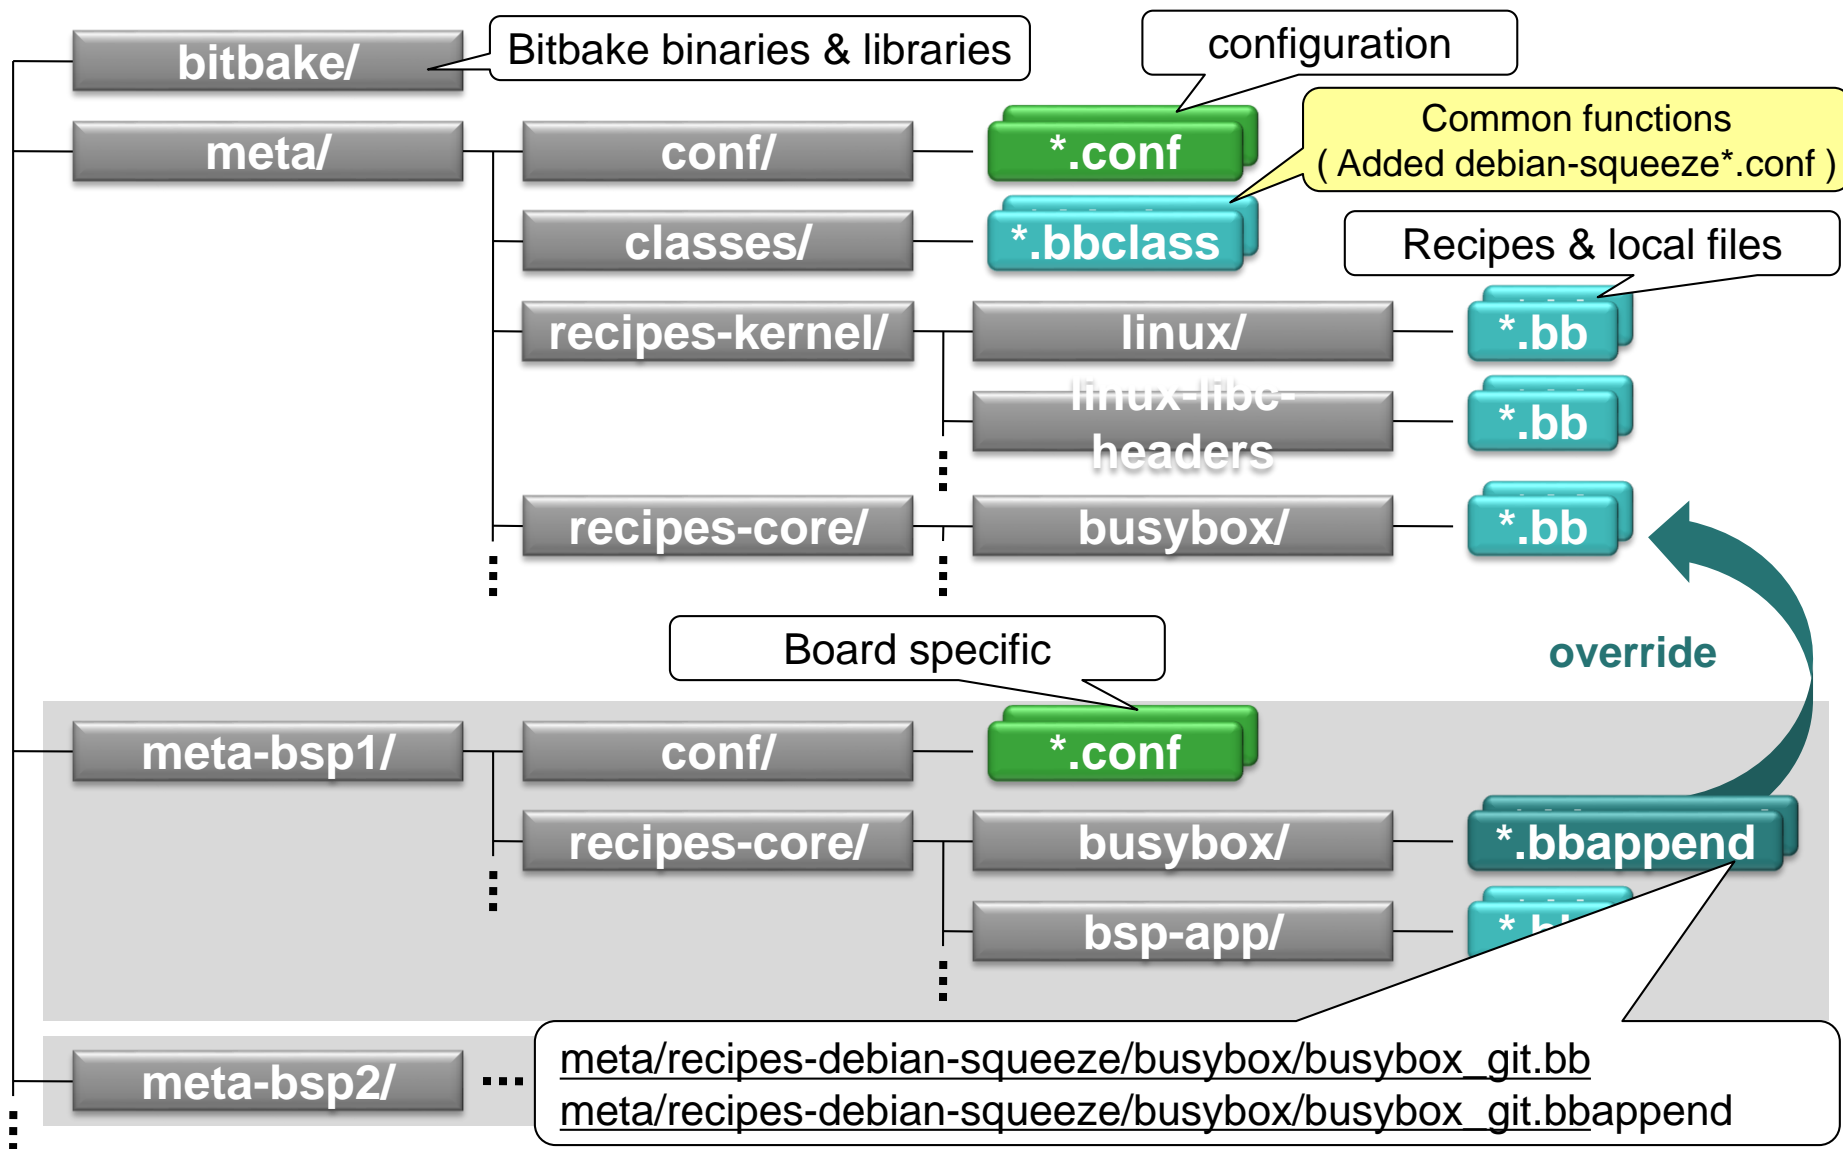 bitbake/
Bitbake binaries & libraries
configuration
meta/
conf/
*.conf
Common functions
( Added debian-squeeze*.conf )
classes/
*.bbclass
Recipes & local files
recipes-kernel/
linux/
*.bb
linux-libc-
headers
*.bb
recipes-core/
busybox/
*.bb
Board specific
override
meta-bsp1/
conf/
*.conf
recipes-core/
busybox/
*.bbappend
bsp-app/
meta-bsp2/
meta/recipes-debian-squeeze/busybox/busybox_git.bb
meta/recipes-debian-squeeze/busybox/busybox_git.bbappend